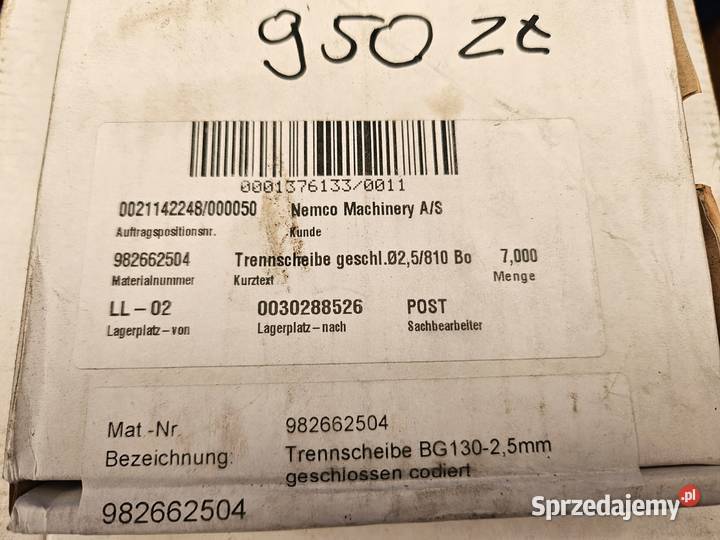 950 zł
0001376133/0011
0021142248/000050 Nemco Machinery A/S
Auftragspositionsnr. Kunde
982662504 Trennscheibe geschl.Ø2,5/810 Bo 7,000
Materialnummer Kurztext Menge
LL-02 0030288526 POST
Lagerplatz-von Lagerplatz-nach Sachbearbeiter
Mat.-Nr 982662504
Bezeichnung: Trennscheibe BG130-2,5mm
geschlossen codiert
982662504
Sprzedajemy.pl